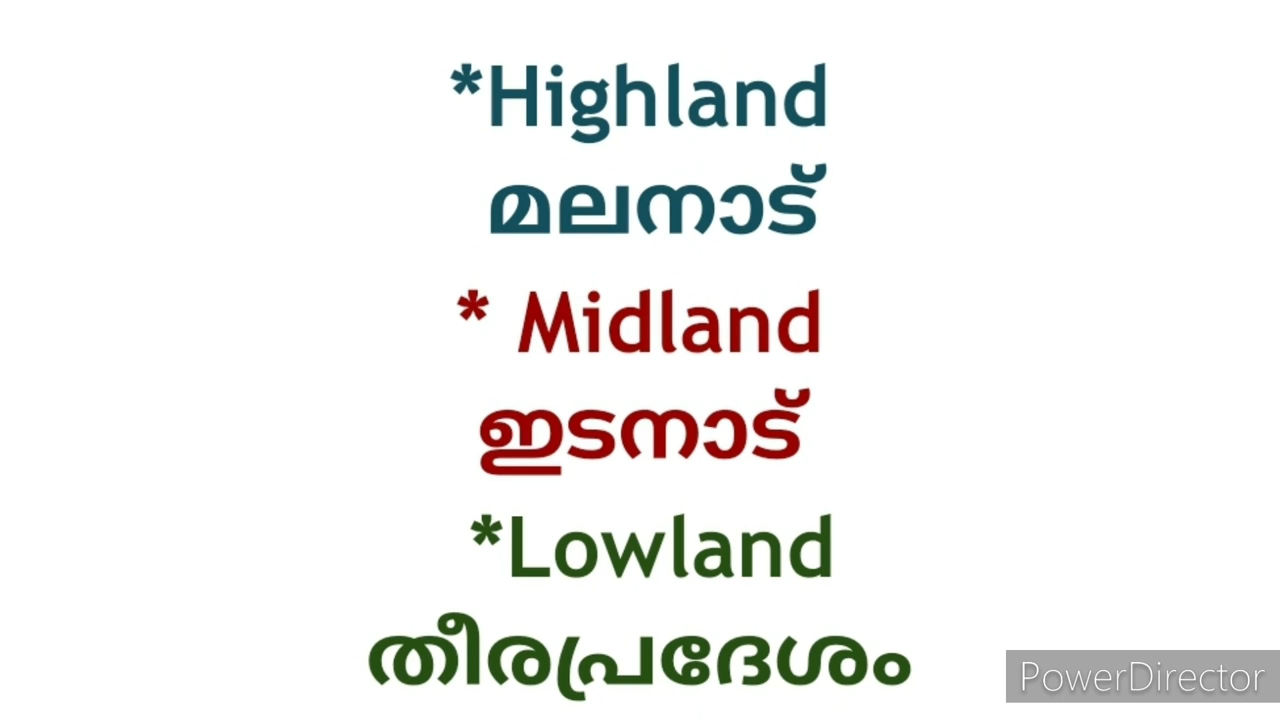 *Highland
മലനാട്
* Midland
ഇടനാട്
*Lowland
തീരപ്രദേശം
PowerDirector